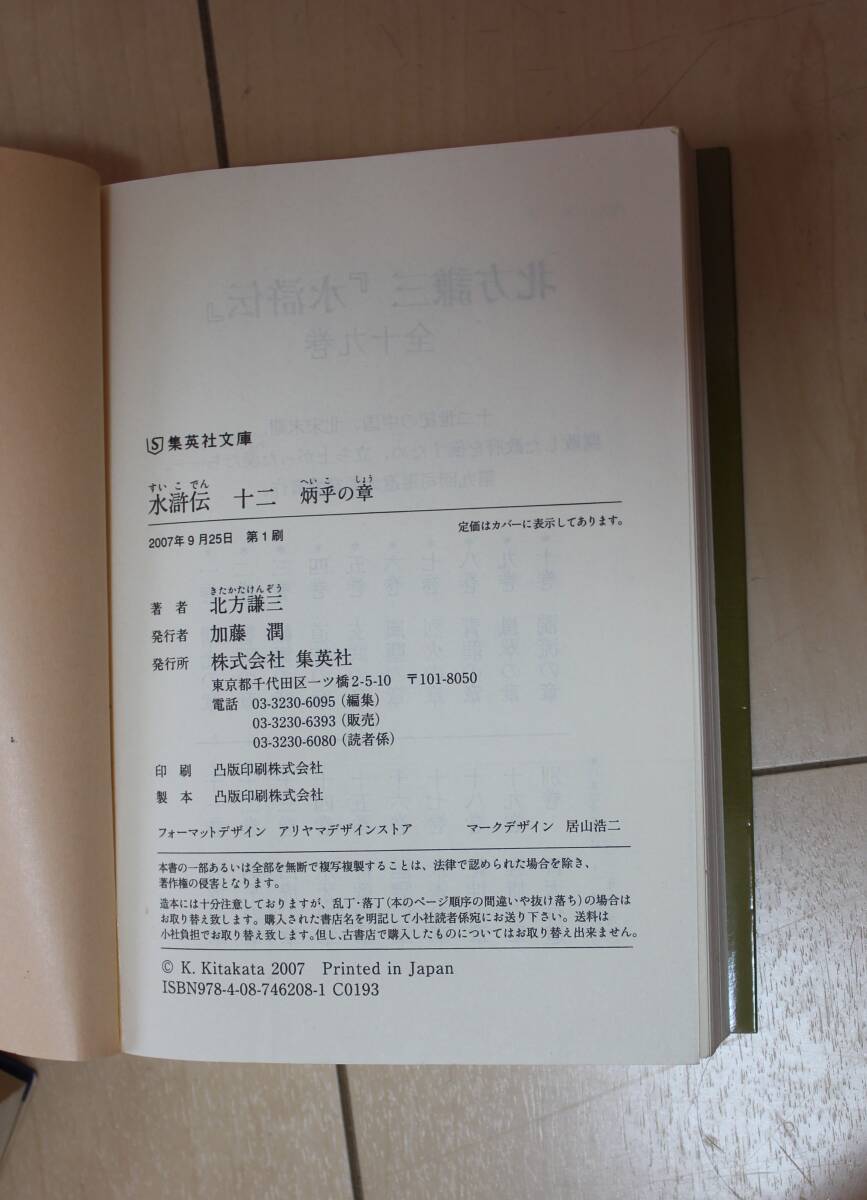 集英社文庫
すい こ でん へい こ しょう
水滸伝 十二 炳乎の章
2007年9月25日 第1刷
定価はカバーに表示してあります。
きたかたけんぞう
著 者 北方謙三
発行者 加藤 潤
発行所 株式会社 集英社
東京都千代田区一ツ橋2-5-10 〒101-8050
電話 03-3230-6095(編集)
03-3230-6393(販売)
03-3230-6080(読者係)
印 刷 凸版印刷株式会社
製 本 凸版印刷株式会社
フォーマットデザイン アリヤマデザインストア マークデザイン 居山浩二
本書の一部あるいは全部を無断で複写複製することは、法律で認められた場合を除き、
著作権の侵害となります。
造本には十分注意しておりますが、乱丁・落丁(本のページ順序の間違いや抜け落ち)の場合は
お取り替え致します。購入された書店名を明記して小社読者係宛にお送り下さい。送料は
小社負担でお取り替え致します。但し、古書店で購入したものについてはお取り替え出来ません。
© K. Kitakata 2007 Printed in Japan
ISBN978-4-08-746208-1 C0193